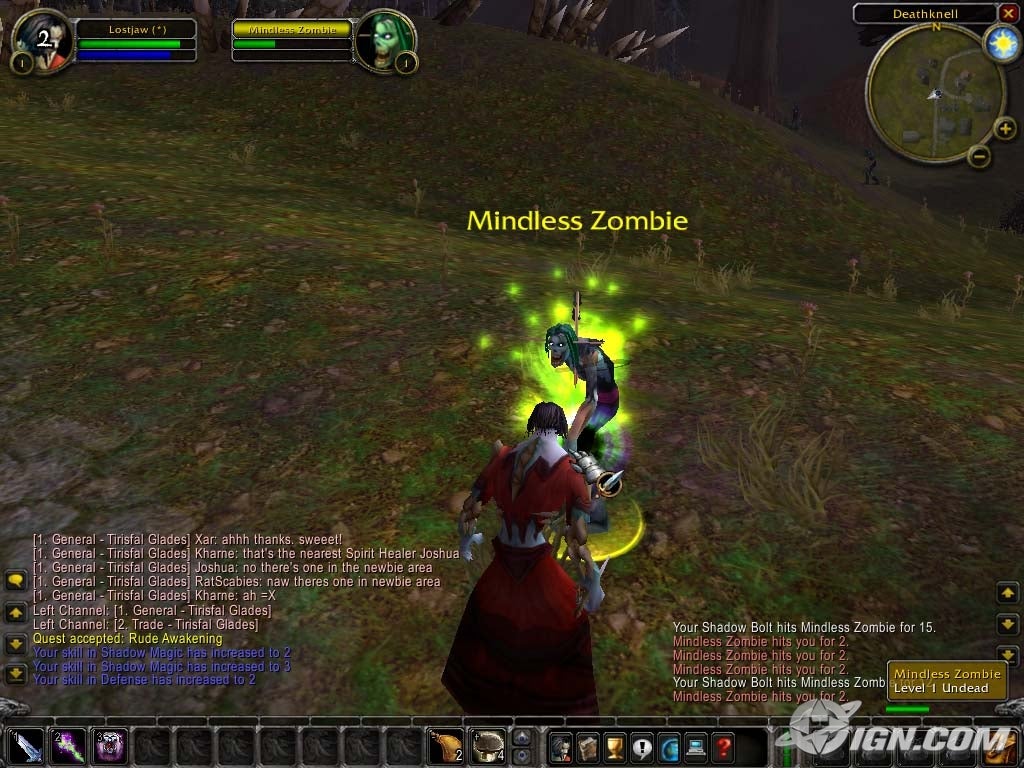 Lostjaw (*)
2
1
Mindless Zombie
1
Deathknell
N
Mindless Zombie
[1. General - Tirisfal Glades] Xar: ahhh thanks. sweeet!
[1. General - Tirisfal Glades] Kharne: that's the nearest Spirit Healer Joshua
[1. General - Tirisfal Glades] Joshua: no there's one in the newbie area
[1. General - Tirisfal Glades] RatScabies: naw theres one in newbie area
[1. General - Tirisfal Glades] Kharne: ah =X
Left Channel: [1. General - Tirisfal Glades]
Left Channel: [2. Trade - Tirisfal Glades]
Quest accepted: Rude Awakening
Your skill in Shadow Magic has increased to 2
Your skill in Shadow Magic has increased to 3
Your skill in Defense has increased to 2
Your Shadow Bolt hits Mindless Zombie for 15.
Mindless Zombie hits you for 2.
Mindless Zombie hits you for 2.
Mindless Zombie hits you for 2.
Your Shadow Bolt hits Mindless
Mindless Zombie hits you for 2.
Mindless Zombie
Level 1 Undead
2
3
2
4
IGN.COM